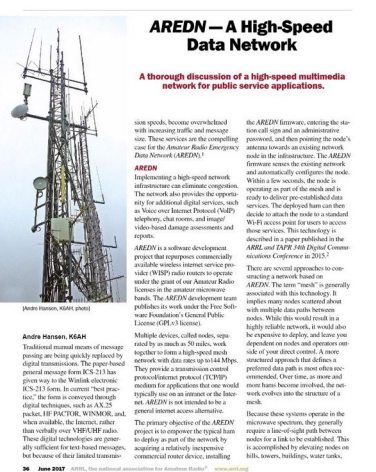 AREDN — A High-Speed
Data Network
A thorough discussion of a high-speed multimedia
network for public service applications.
[Andre Hansen, K6AH, photo]
Andre Hansen, K6AH
Traditional manual means of message
passing are being quickly replaced by
digital transmissions. The paper-based
general message form ICS-213 has
given way to the Winlink electronic
ICS-213 form. In current "best prac-
tice," the form is conveyed through
digital techniques, such as AX.25
packet, HF PACTOR, WINMOR, and,
when available, the Internet, rather
than verbally over VHF/UHF radio.
These digital technologies are gener-
ally sufficient for text-based messages,
but because of their limited transmis-
sion speeds, become overwhelmed
with increasing traffic and message
size. These services are the compelling
case for the Amateur Radio Emergency
Data Network (AREDN).1
AREDN
Implementing a high-speed network
infrastructure can eliminate congestion.
The network also provides the opportu-
nity for additional digital services, such
as Voice over Internet Protocol (VoIP)
telephony, chat rooms, and image/
video-based damage assessments and
reports.
AREDN is a software development
project that repurposes commercially
available wireless internet service pro-
vider (WISP) radio routers to operate
under the grant of our Amateur Radio
licenses in the amateur microwave
bands. The AREDN development team
publishes its work under the Free Soft-
ware Foundation's General Public
License (GPLv3 license).
Multiple devices, called nodes, sepa-
rated by as much as 50 miles, work
together to form a high-speed mesh
network with data rates up to 144 Mbps.
They provide a transmission control
protocol/internet protocol (TCP/IP)
medium for applications that one would
typically use on an intranet or the Inter-
net. AREDN is not intended to be a
general internet access alternative.
The primary objective of the AREDN
project is to empower the typical ham
to deploy as part of the network by
acquiring a relatively inexpensive
commercial router device, installing
the AREDN firmware, entering the sta-
tion call sign and an administrative
password, and then pointing the node's
antenna towards an existing network
node in the infrastructure. The AREDN
firmware senses the existing network
and automatically configures the node.
Within a few seconds, the node is
operating as part of the mesh and is
ready to deliver pre-established data
services. The deployed ham can then
decide to attach the node to a standard
Wi-Fi access point for users to access
those services. This technology is
described in a paper published in the
ARRL and TAPR 34th Digital Commu-
nications Conference in 2015.2
There are several approaches to con-
structing a network based on
AREDN. The term "mesh" is generally
associated with this technology. It
implies many nodes scattered about
with multiple data paths between
nodes. While this would result in a
highly reliable network, it would also
be expensive to deploy, and leave you
dependent on nodes and operators out-
side of your direct control. A more
structured approach that defines a
preferred data path is most often rec-
ommended. Over time, as more and
more hams become involved, the net-
work evolves into the structure of a
mesh.
Because these systems operate in the
microwave spectrum, they generally
require a line-of-sight path between
nodes for a link to be established. This
is accomplished by elevating nodes on
hills, towers, buildings, water tanks,
36 June 2017 ARRL, the national association for Amateur Radio® www.arrl.org